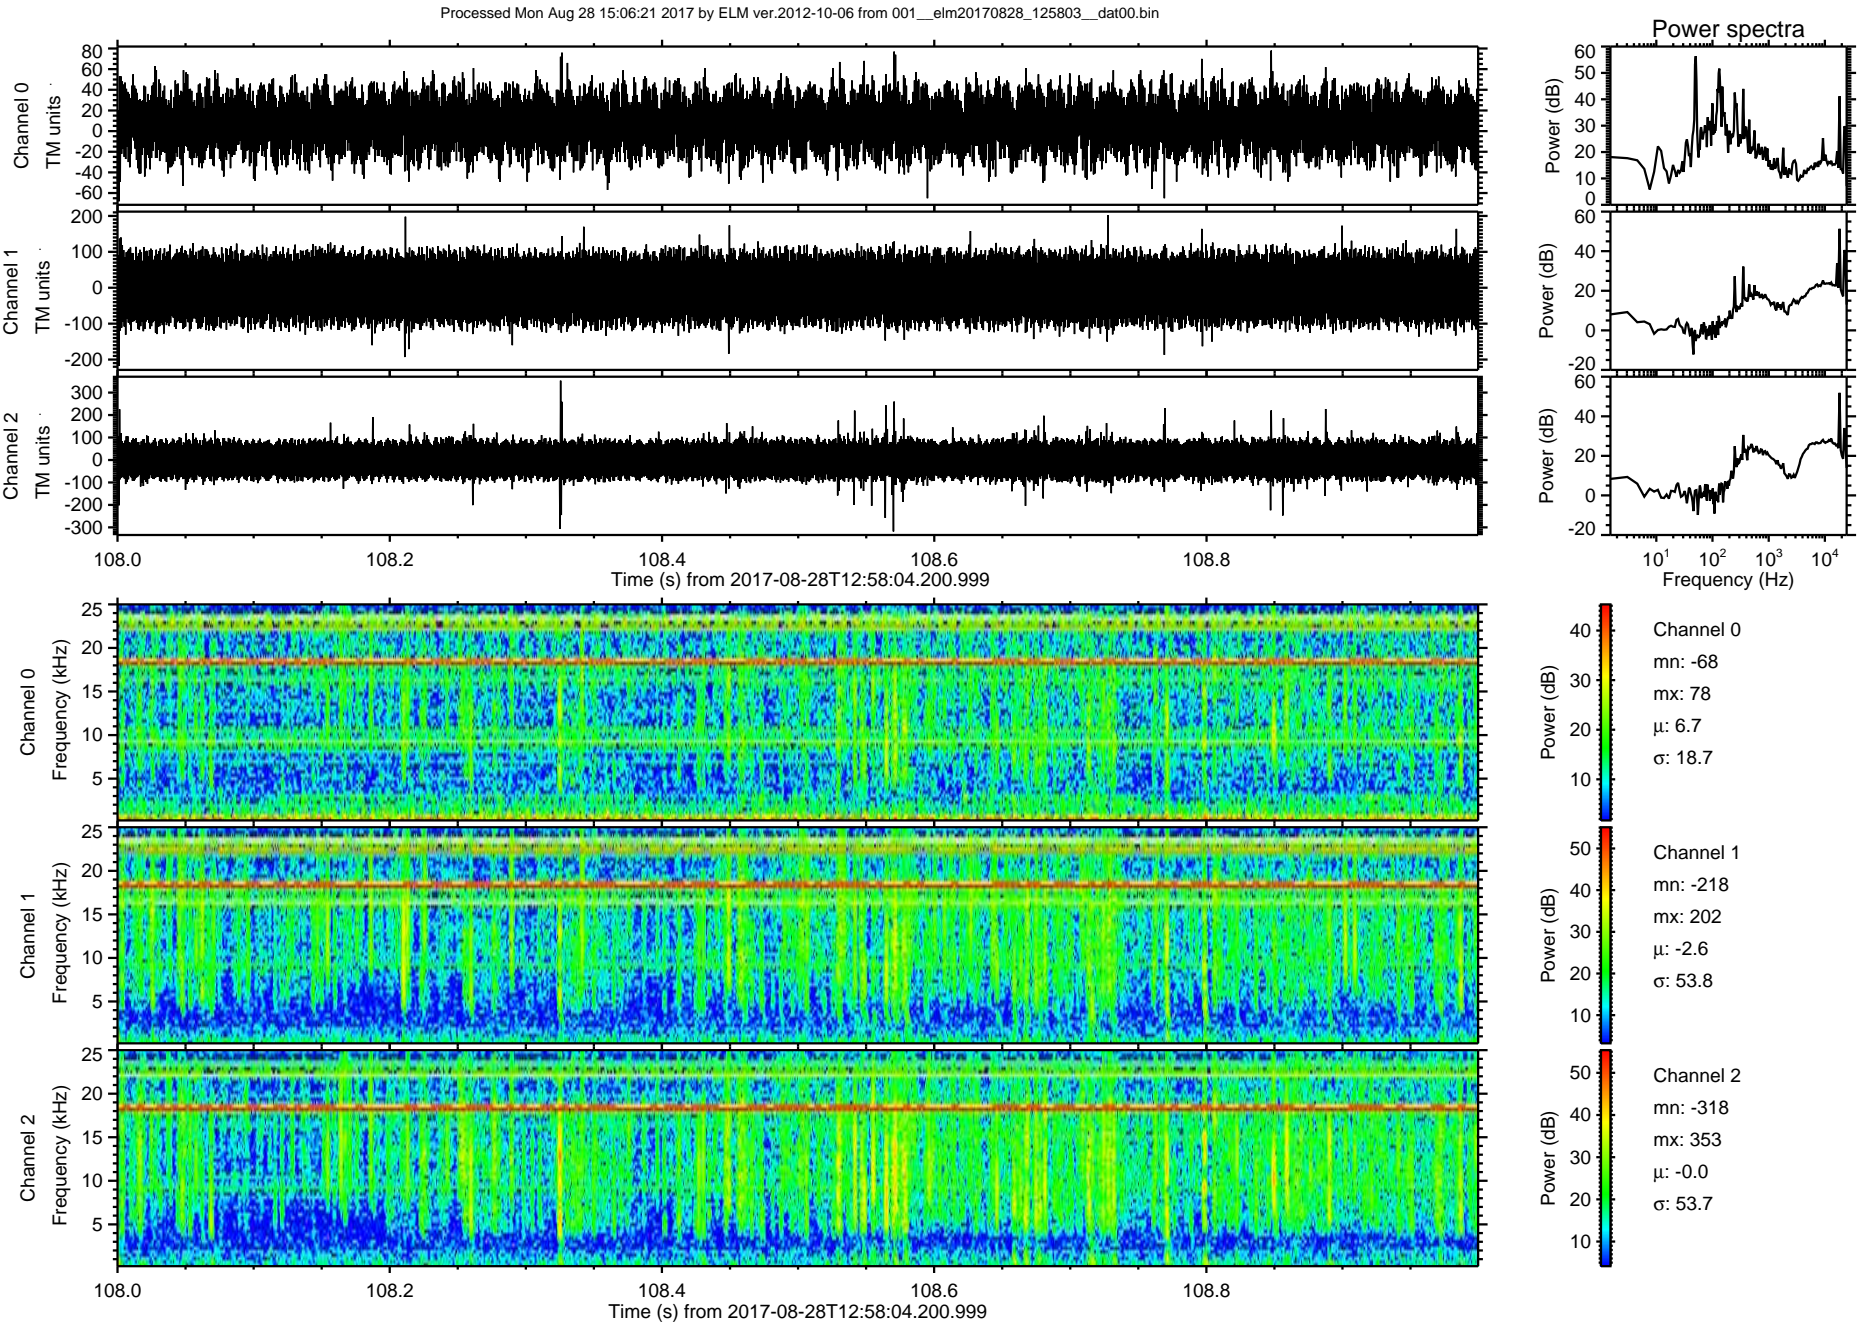 Processed Mon Aug 28 15:06:21 2017 by ELM ver.2012-10-06 from 001__elm20170828_125803__dat00.bin
Power spectra
Channel 0
TM units
80
60
40
20
0
-20
-40
-60
Power (dB)
60
50
40
30
20
10
0
Channel 1
TM units
200
100
0
-100
-200
Power (dB)
60
40
20
0
-20
Channel 2
TM units
300
200
100
0
-100
-200
-300
Power (dB)
60
40
20
0
-20
108.0 108.2 108.4 108.6 108.8
Time (s) from 2017-08-28T12:58:04.200.999
10^1 10^2 10^3 10^4
Frequency (Hz)
Channel 0
Frequency (kHz)
25
20
15
10
5
Power (dB)
40
30
20
10
Channel 0
mn: -68
mx: 78
μ: 6.7
σ: 18.7
Channel 1
Frequency (kHz)
25
20
15
10
5
Power (dB)
50
40
30
20
10
Channel 1
mn: -218
mx: 202
μ: -2.6
σ: 53.8
Channel 2
Frequency (kHz)
25
20
15
10
5
Power (dB)
50
40
30
20
10
Channel 2
mn: -318
mx: 353
μ: -0.0
σ: 53.7
108.0 108.2 108.4 108.6 108.8
Time (s) from 2017-08-28T12:58:04.200.999